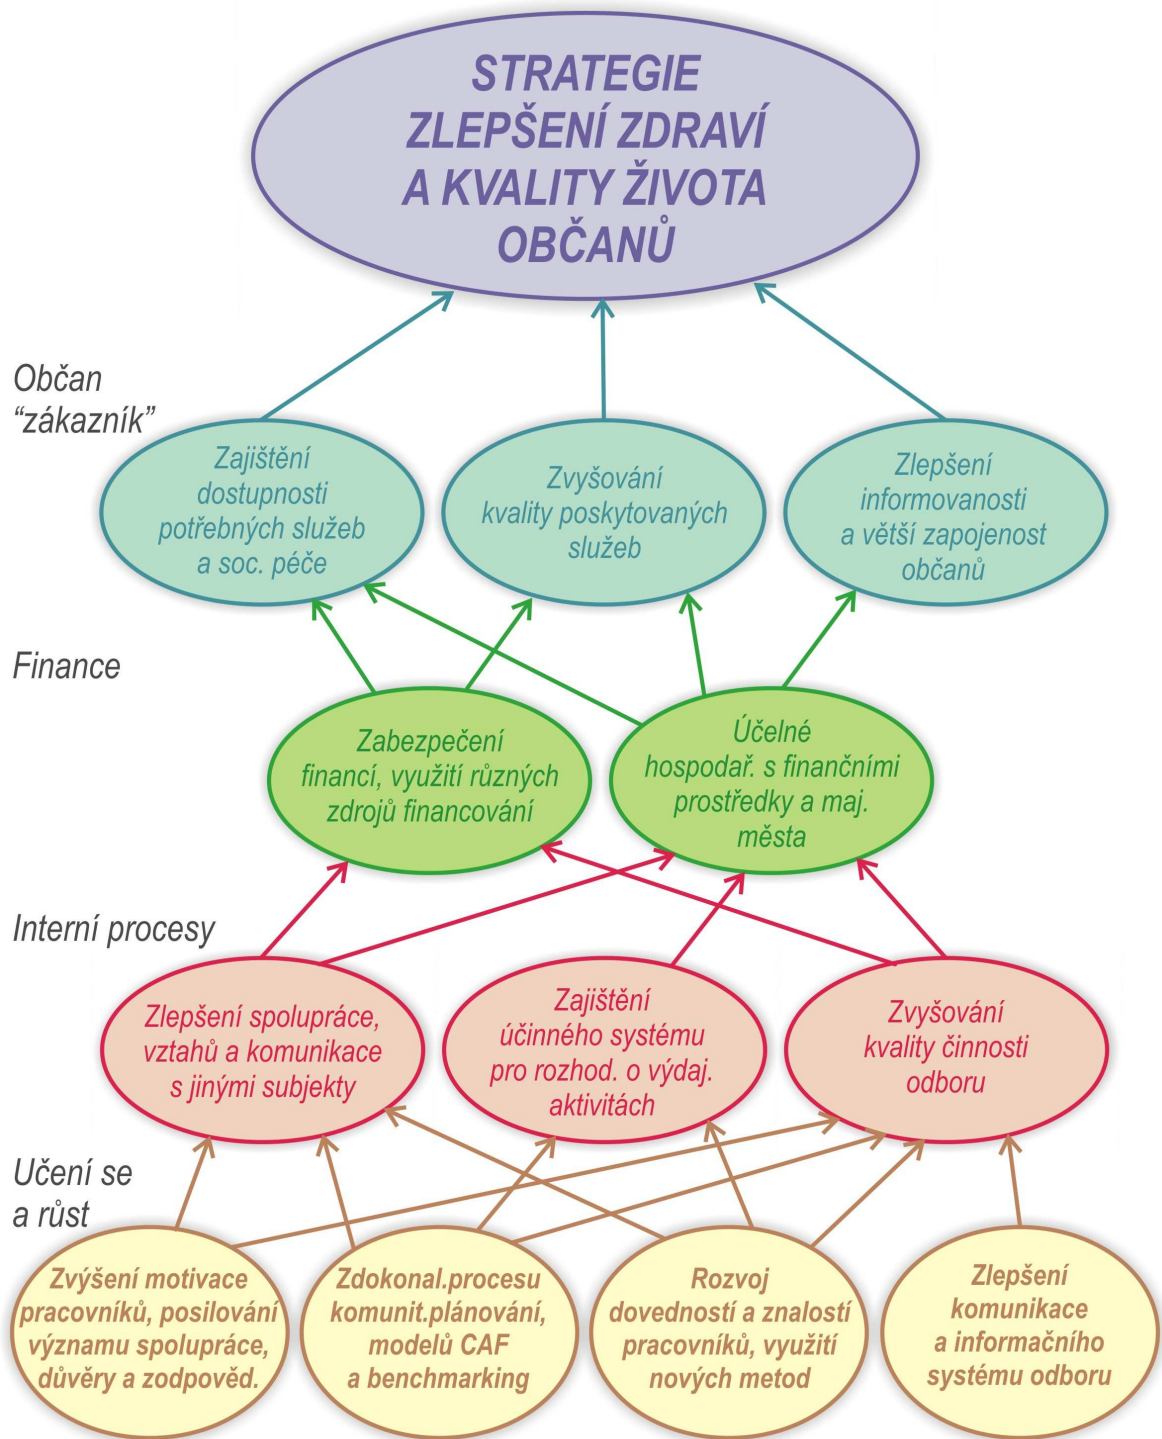 STRATEGIE
ZLEPŠENÍ ZDRAVÍ
A KVALITY ŽIVOTA
OBČANŮ
Občan
“zákazník”
Zajištění
dostupnosti
potřebných služeb
a soc. péče
Zvyšování
kvality poskytovaných
služeb
Zlepšení
informovanosti
a větší zapojenost
občanů
Finance
Zabezpečení
financí, využití různých
zdrojů financování
Účelné
hospodař. s finančními
prostředky a maj.
města
Interní procesy
Zlepšení spolupráce,
vztahů a komunikace
s jinými subjekty
Zajištění
účinného systému
pro rozhod. o výdaj.
aktivitách
Zvyšování
kvality činnosti
odboru
Učení se
a růst
Zvýšení motivace
pracovníků, posilování
významu spolupráce,
důvěry a zodpověd.
Zdokonal.procesu
komunit.plánování,
modelů CAF
a benchmarking
Rozvoj
dovedností a znalostí
pracovníků, využití
nových metod
Zlepšení
komunikace
a informačního
systému odboru